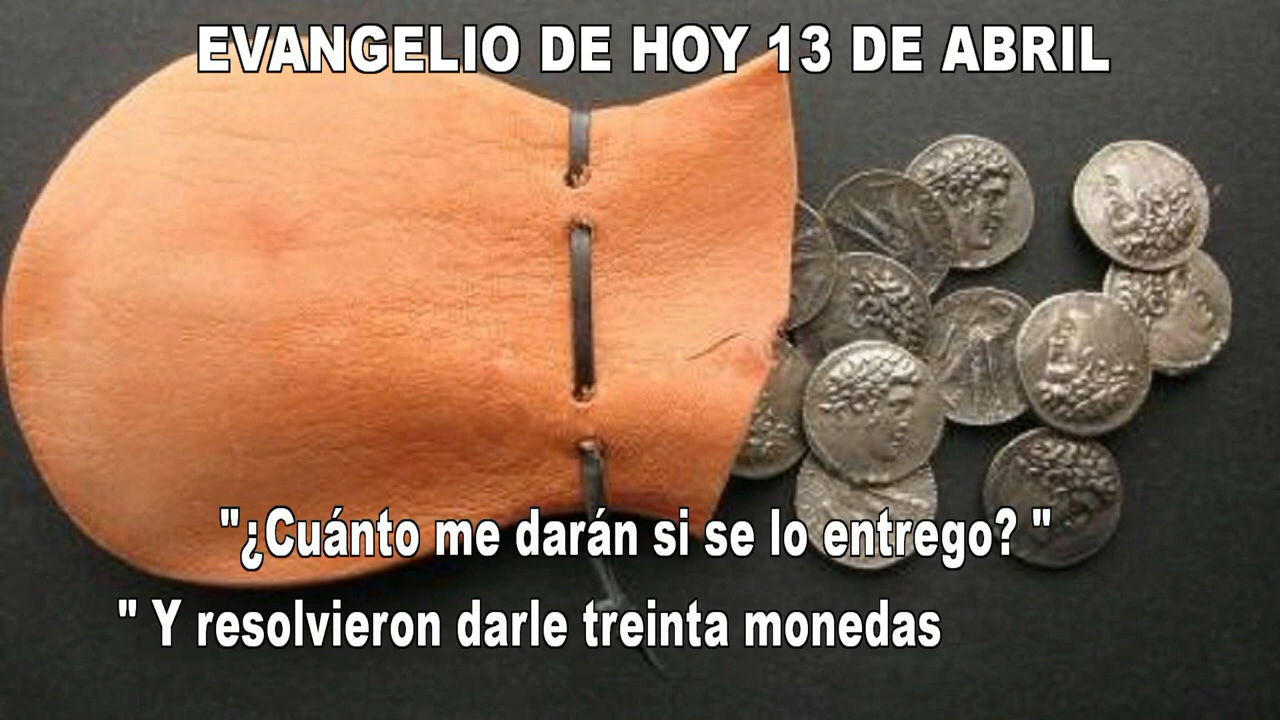 EVANGELIO DE HOY 13 DE ABRIL
"¿Cuánto me darán si se lo entrego? "
" Y resolvieron darle treinta monedas